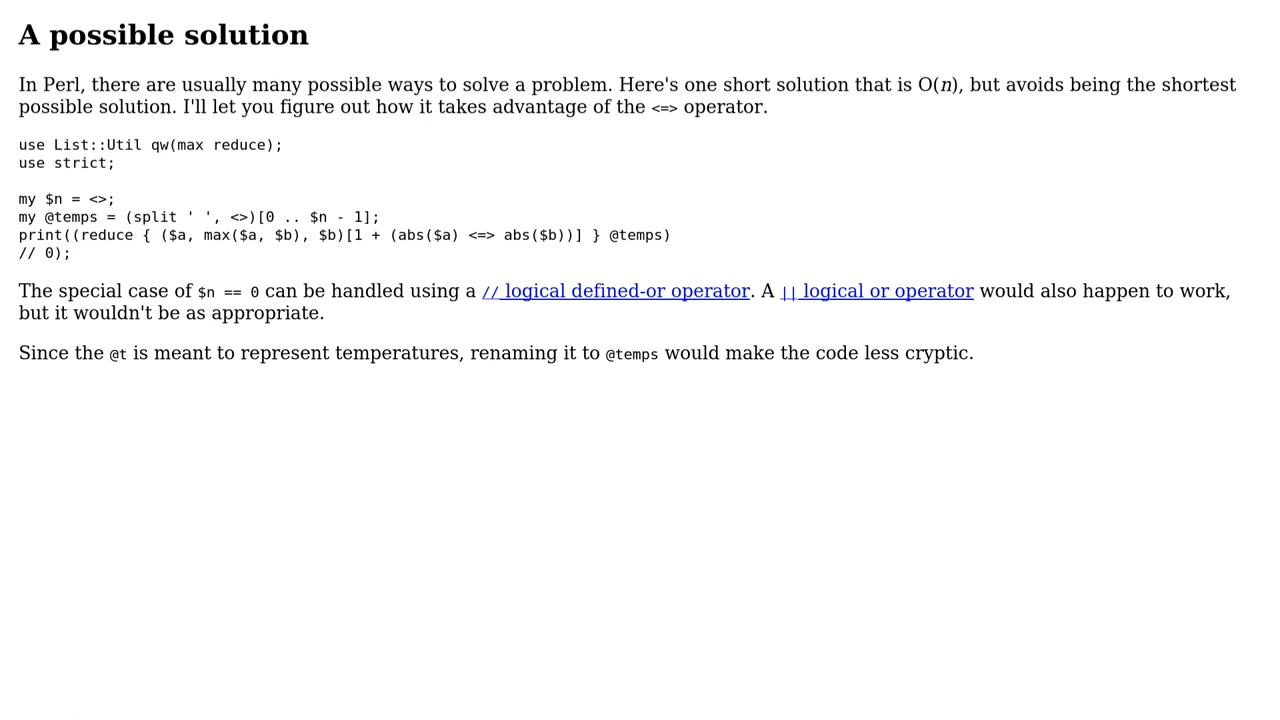 A possible solution
In Perl, there are usually many possible ways to solve a problem. Here's one short solution that is O(n), but avoids being the shortest
possible solution. I'll let you figure out how it takes advantage of the <=> operator.
use List::Util qw(max reduce);
use strict;
my $n = <>;
my @temps = (split ' ', <>)[0 .. $n - 1];
print((reduce { ($a, max($a, $b), $b)[1 + (abs($a) <=> abs($b))] } @temps)
// 0);
The special case of $n == 0 can be handled using a // logical defined-or operator. A || logical or operator would also happen to work,
but it wouldn't be as appropriate.
Since the @t is meant to represent temperatures, renaming it to @temps would make the code less cryptic.